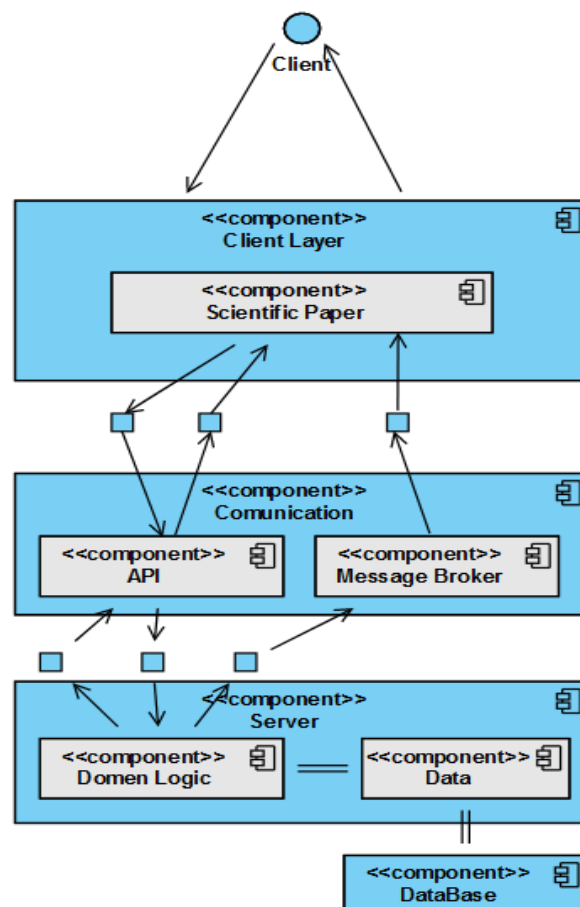 Client
<<component>>
Client Layer
<<component>>
Scientific Paper
<<component>>
Comunication
<<component>>
API
<<component>>
Message Broker
<<component>>
Server
<<component>>
Domen Logic
<<component>>
Data
<<component>>
DataBase